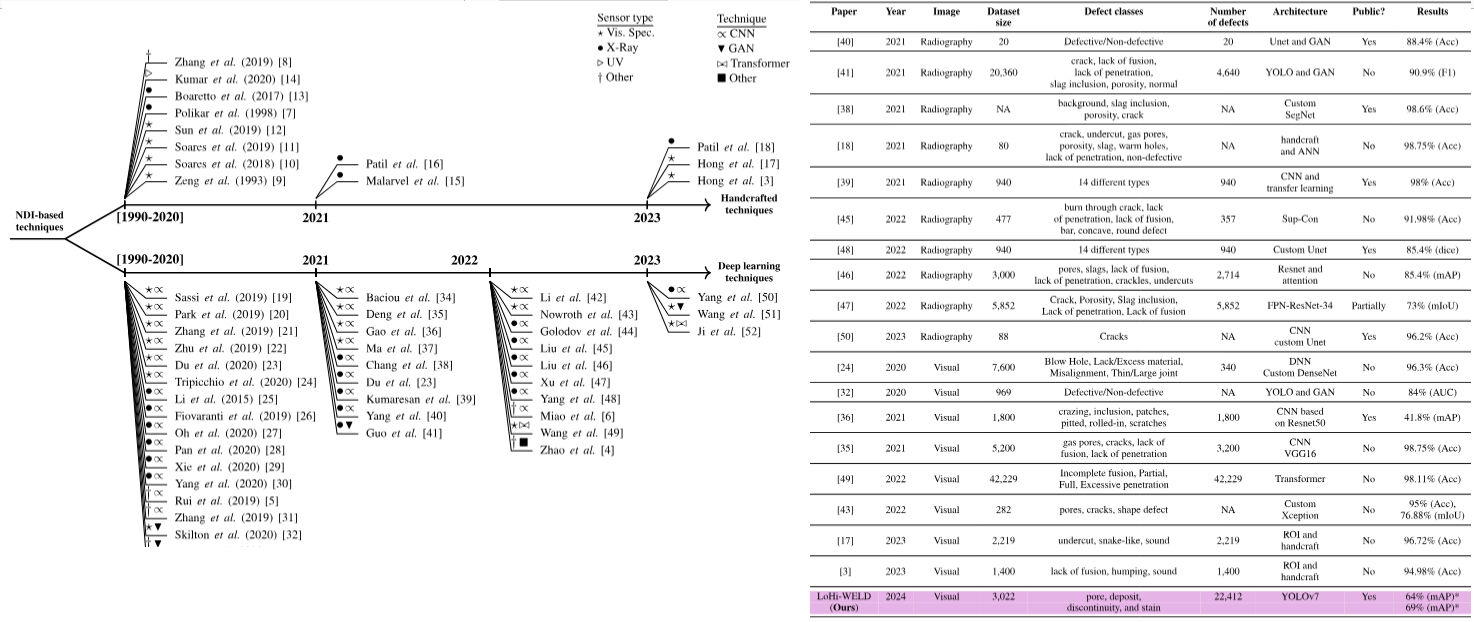 Sensor type
★ Vis. Spec.
● X-Ray
▷ UV
† Other
Technique
∝ CNN
▼ GAN
⋈ Transformer
■ Other
Zhang et al. (2019) [8]
Kumar et al. (2020) [14]
Boaretto et al. (2017) [13]
Polikar et al. (1998) [7]
Sun et al. (2019) [12]
Soares et al. (2019) [11]
Soares et al. (2018) [10]
Zeng et al. (1993) [9]
Patil et al. [16]
Malarvel et al. [15]
Patil et al. [18]
Hong et al. [17]
Hong et al. [3]
NDI-based
techniques
[1990-2020]
2021
2023
Handcrafted
techniques
[1990-2020]
2021
2022
2023
Deep learning
techniques
Sassi et al. (2019) [19]
Park et al. (2019) [20]
Zhang et al. (2019) [21]
Zhu et al. (2019) [22]
Du et al. (2020) [23]
Tripicchio et al. (2020) [24]
Li et al. (2015) [25]
Fiovaranti et al. (2019) [26]
Oh et al. (2020) [27]
Pan et al. (2020) [28]
Xie et al. (2020) [29]
Yang et al. (2020) [30]
Rui et al. (2019) [5]
Zhang et al. (2019) [31]
Skilton et al. (2020) [32]
Baciou et al. [34]
Deng et al. [35]
Gao et al. [36]
Ma et al. [37]
Chang et al. [38]
Du et al. [23]
Kumaresan et al. [39]
Yang et al. [40]
Guo et al. [41]
Li et al. [42]
Nowroth et al. [43]
Golodov et al. [44]
Liu et al. [45]
Liu et al. [46]
Xu et al. [47]
Yang et al. [48]
Miao et al. [6]
Wang et al. [49]
Zhao et al. [4]
Yang et al. [50]
Wang et al. [51]
Ji et al. [52]
Paper Year Image Dataset size Defect classes Number of defects Architecture Public? Results
[40] 2021 Radiography 20 Defective/Non-defective 20 Unet and GAN Yes 88.4% (Acc)
[41] 2021 Radiography 20,360 crack, lack of fusion, lack of penetration, slag inclusion, porosity, normal 4,640 YOLO and GAN No 90.9% (F1)
[38] 2021 Radiography NA background, slag inclusion, porosity, crack NA Custom SegNet Yes 98.6% (Acc)
[18] 2021 Radiography 80 crack, undercut, gas pores, porosity, slag, warm holes, lack of penetration, non-defective NA handcraft and ANN No 98.75% (Acc)
[39] 2021 Radiography 940 14 different types 940 CNN and transfer learning Yes 98% (Acc)
[45] 2022 Radiography 477 burn through crack, lack of penetration, lack of fusion, bar, concave, round defect 357 Sup-Con No 91.98% (Acc)
[48] 2022 Radiography 940 14 different types 940 Custom Unet Yes 85.4% (dice)
[46] 2022 Radiography 3,000 pores, slags, lack of fusion, lack of penetration, crackles, undercuts 2,714 Resnet and attention No 85.4% (mAP)
[47] 2022 Radiography 5,852 Crack, Porosity, Slag inclusion, Lack of penetration, Lack of fusion 5,852 FPN-ResNet-34 Partially 73% (mIoU)
[50] 2023 Radiography 88 Cracks NA CNN custom Unet Yes 96.2% (Acc)
[24] 2020 Visual 7,600 Blow Hole, Lack/Excess material, Misalignment, Thin/Large joint 340 DNN Custom DenseNet No 96.3% (Acc)
[32] 2020 Visual 969 Defective/Non-defective NA YOLO and GAN No 84% (AUC)
[36] 2021 Visual 1,800 crazing, inclusion, patches, pitted, rolled-in, scratches 1,800 CNN based on Resnet50 Yes 41.8% (mAP)
[35] 2021 Visual 5,200 gas pores, cracks, lack of fusion, lack of penetration 3,200 CNN VGG16 No 98.75% (Acc)
[49] 2022 Visual 42,229 Incomplete fusion, Partial, Full, Excessive penetration 42,229 Transformer No 98.11% (Acc)
[43] 2022 Visual 282 pores, cracks, shape defect NA Custom Xception No 95% (Acc), 76.88% (mIoU)
[17] 2023 Visual 2,219 undercut, snake-like, sound 2,219 ROI and handcraft No 96.72% (Acc)
[3] 2023 Visual 1,400 lack of fusion, humping, sound 1,400 ROI and handcraft No 94.98% (Acc)
LoHi-WELD (Ours) 2024 Visual 3,022 pore, deposit, discontinuity, and stain 22,412 YOLOv7 Yes 64% (mAP)* 69% (mAP)*